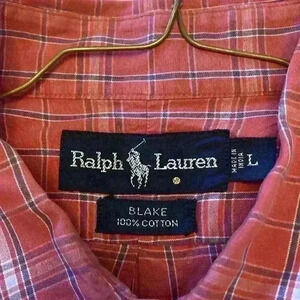 Ralph Lauren
MADE IN
INDIA
L
BLAKE
100% COTTON